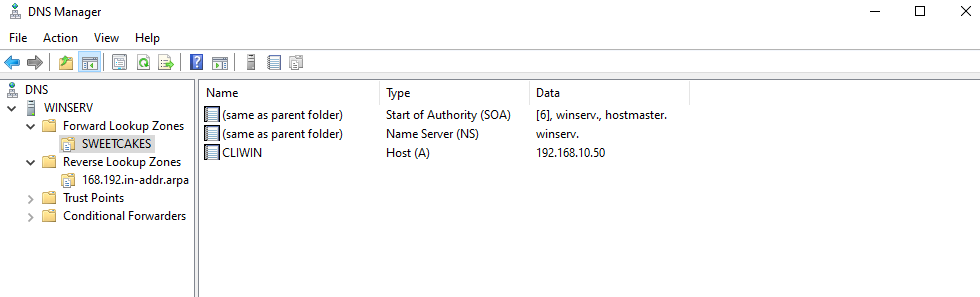 DNS Manager
File Action View Help
DNS
WINSERV
Forward Lookup Zones
SWEETCAKES
Reverse Lookup Zones
168.192.in-addr.arpa
Trust Points
Conditional Forwarders
Name Type Data
(same as parent folder) Start of Authority (SOA) [6], winserv., hostmaster.
(same as parent folder) Name Server (NS) winserv.
CLIWIN Host (A) 192.168.10.50